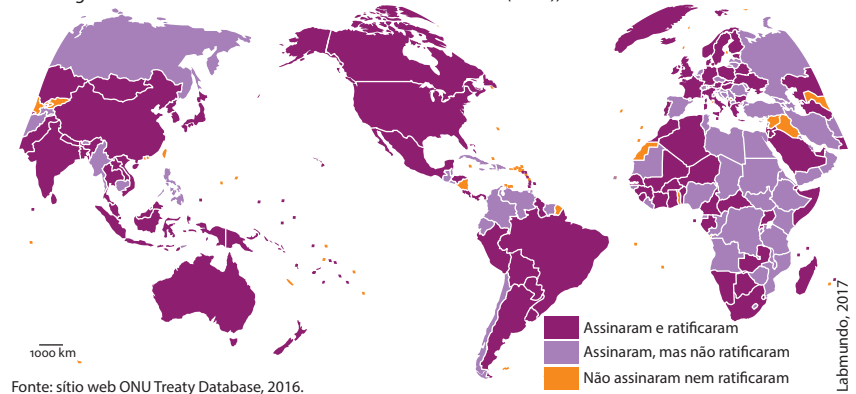 Assinaram e ratificaram
Assinaram, mas não ratificaram
Não assinaram nem ratificaram
1000 km
Fonte: sítio web ONU Treaty Database, 2016.
Labmundo, 2017